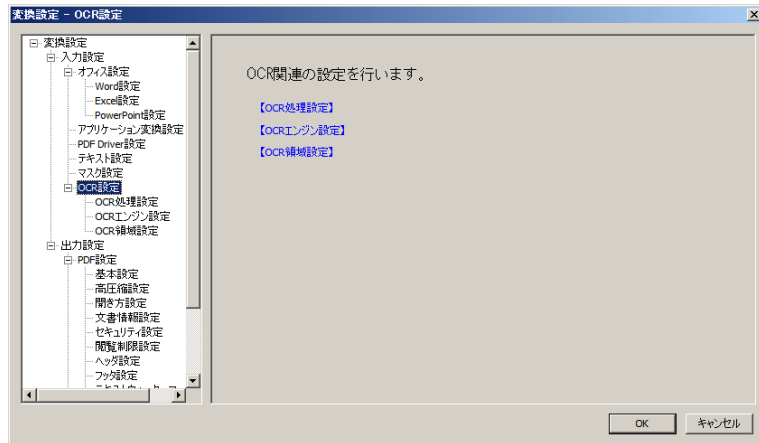 変換設定 - OCR設定
変換設定
入力設定
オフィス設定
Word設定
Excel設定
PowerPoint設定
アプリケーション変換設定
PDF Driver設定
テキスト設定
マスク設定
OCR設定
OCR処理設定
OCRエンジン設定
OCR領域設定
出力設定
PDF設定
基本設定
高圧縮設定
開き方設定
文書情報設定
セキュリティ設定
閲覧制限設定
ヘッダ設定
フッタ設定
OCR関連の設定を行います。
【OCR処理設定】
【OCRエンジン設定】
【OCR領域設定】
OK
キャンセル